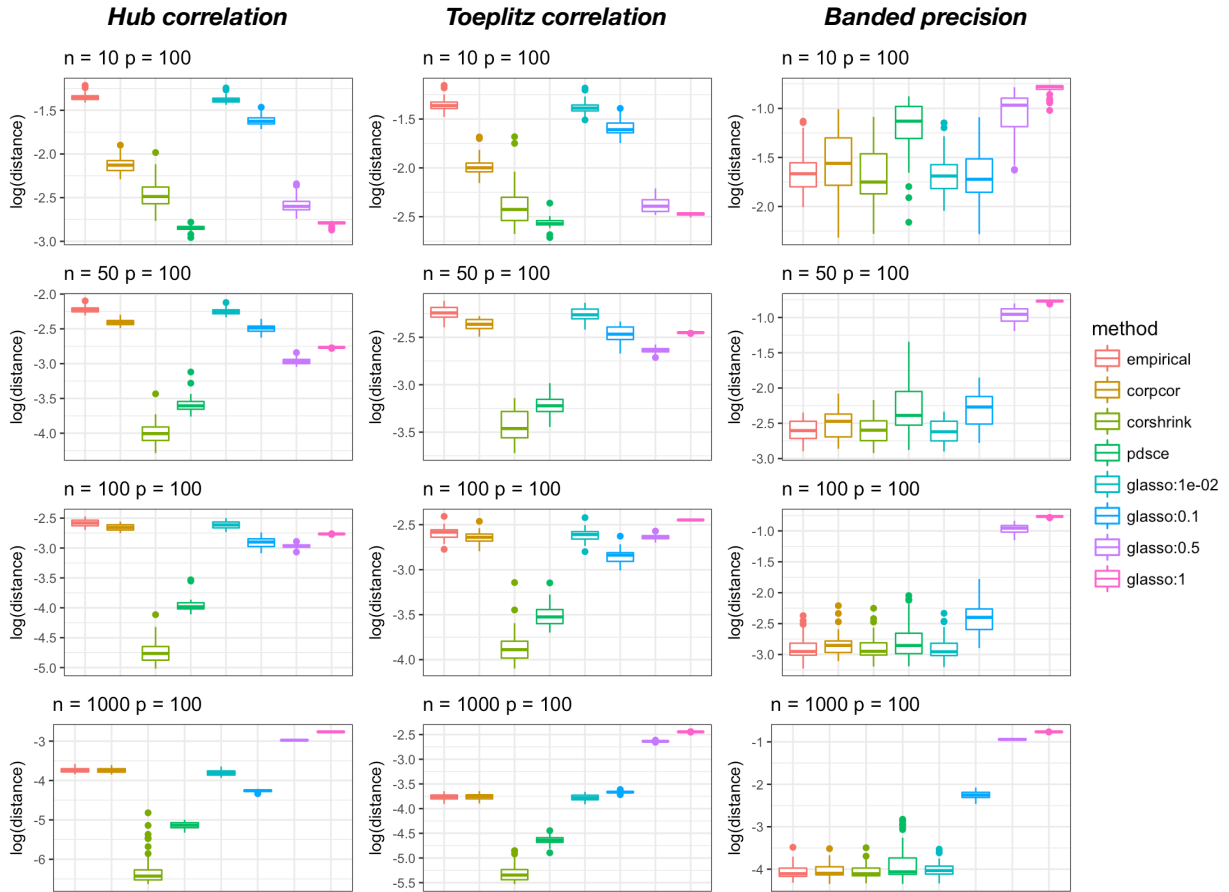 Hub correlation
Toeplitz correlation
Banded precision
n = 10 p = 100
n = 10 p = 100
n = 10 p = 100
log(distance)
-1.5
-2.0
-2.5
-3.0
log(distance)
-1.5
-2.0
-2.5
log(distance)
-1.0
-1.5
-2.0
n = 50 p = 100
n = 50 p = 100
n = 50 p = 100
log(distance)
-2.0
-2.5
-3.0
-3.5
-4.0
log(distance)
-2.5
-3.0
-3.5
log(distance)
-1.0
-1.5
-2.0
-2.5
-3.0
n = 100 p = 100
n = 100 p = 100
n = 100 p = 100
log(distance)
-2.5
-3.0
-3.5
-4.0
-4.5
-5.0
log(distance)
-2.5
-3.0
-3.5
-4.0
log(distance)
-1.0
-1.5
-2.0
-2.5
-3.0
n = 1000 p = 100
n = 1000 p = 100
n = 1000 p = 100
log(distance)
-3
-4
-5
-6
log(distance)
-2.5
-3.0
-3.5
-4.0
-4.5
-5.0
-5.5
log(distance)
-1
-2
-3
-4
method
empirical
corpcor
corshrink
pdsce
glasso:1e-02
glasso:0.1
glasso:0.5
glasso:1